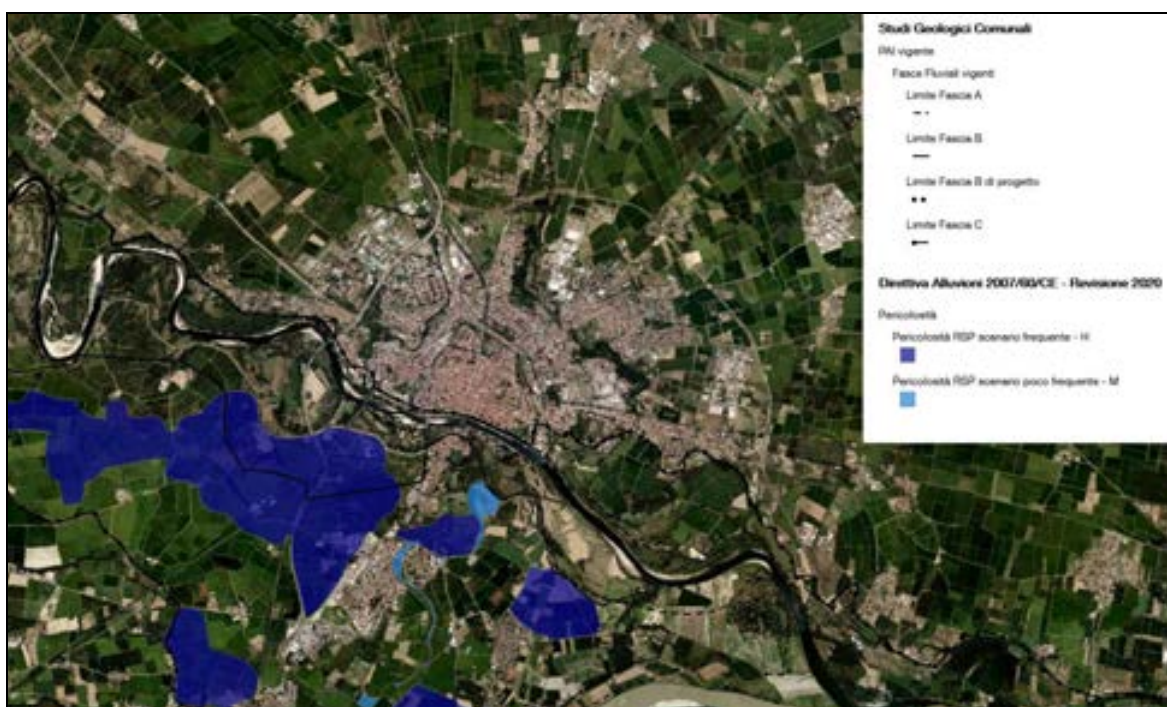 Studi Geologici Comunali
PAI vigente
Fasce Fluviali vigenti
Limite Fascia A
Limite Fascia B
Limite Fascia B di progetto
Limite Fascia C
Direttiva Alluvioni 2007/60/CE - Revisione 2020
Pericolosità
Pericolosità RSP scenario frequente - H
Pericolosità RSP scenario poco frequente - M